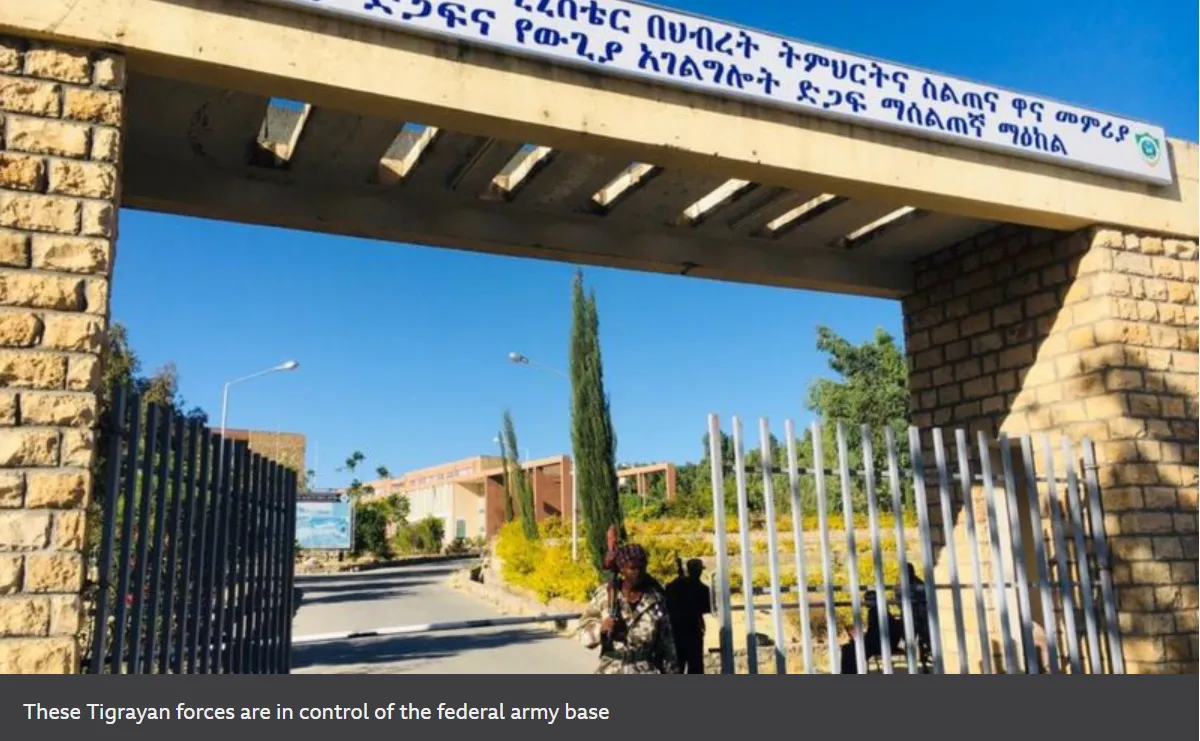 በህብረት ትምህርትና ስልጠና ዋና መምሪያ
ድጋፍና የውጊያ አገልግሎት ድጋፍ ማሰልጠኛ ማዕከል
These Tigrayan forces are in control of the federal army base